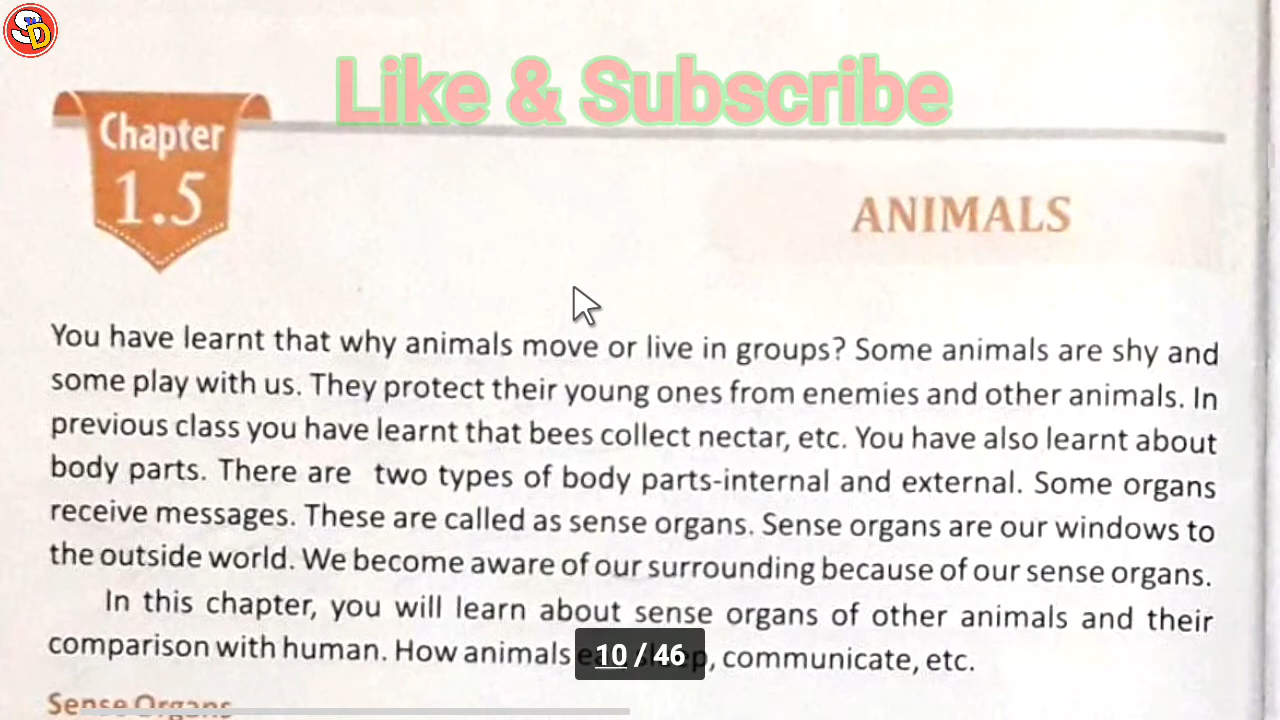 SD
Like & Subscribe
Chapter
1.5
ANIMALS
You have learnt that why animals move or live in groups? Some animals are shy and
some play with us. They protect their young ones from enemies and other animals. In
previous class you have learnt that bees collect nectar, etc. You have also learnt about
body parts. There are two types of body parts-internal and external. Some organs
receive messages. These are called as sense organs. Sense organs are our windows to
the outside world. We become aware of our surrounding because of our sense organs.
In this chapter, you will learn about sense organs of other animals and their
comparison with human. How animals , communicate, etc.
10 / 46
Sense Organs